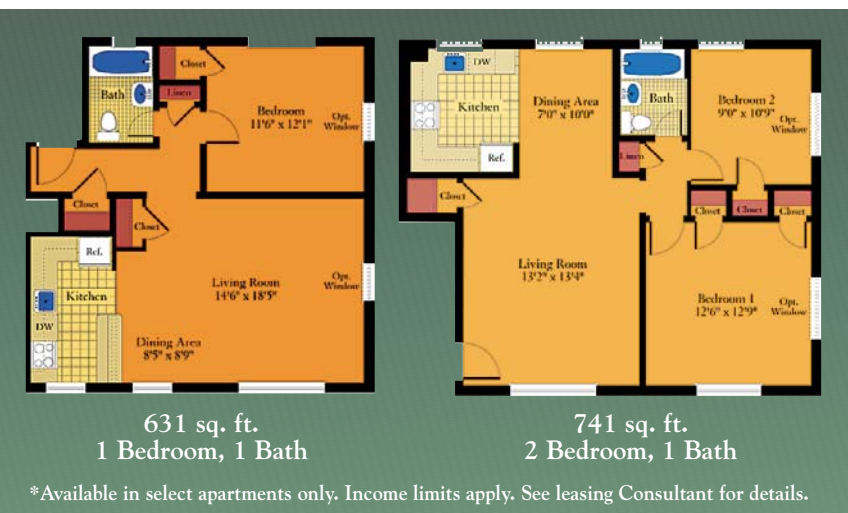 Closet
Bath
Linen
Bedroom
11'6" x 12'1"
Opt.
Window
Closet
Closet
Ref.
Kitchen
DW
Living Room
14'6" x 18'5"
Opt.
Window
Dining Area
8'5" x 8'9"
631 sq. ft.
1 Bedroom, 1 Bath
DW
Kitchen
Ref.
Dining Area
7'0" x 10'0"
Bath
Linen
Bedroom 2
9'0" x 10'9"
Opt.
Window
Closet
Closet
Closet
Closet
Living Room
13'2" x 13'4"
Bedroom 1
12'6" x 12'9"
Opt.
Window
741 sq. ft.
2 Bedroom, 1 Bath
*Available in select apartments only. Income limits apply. See leasing Consultant for details.